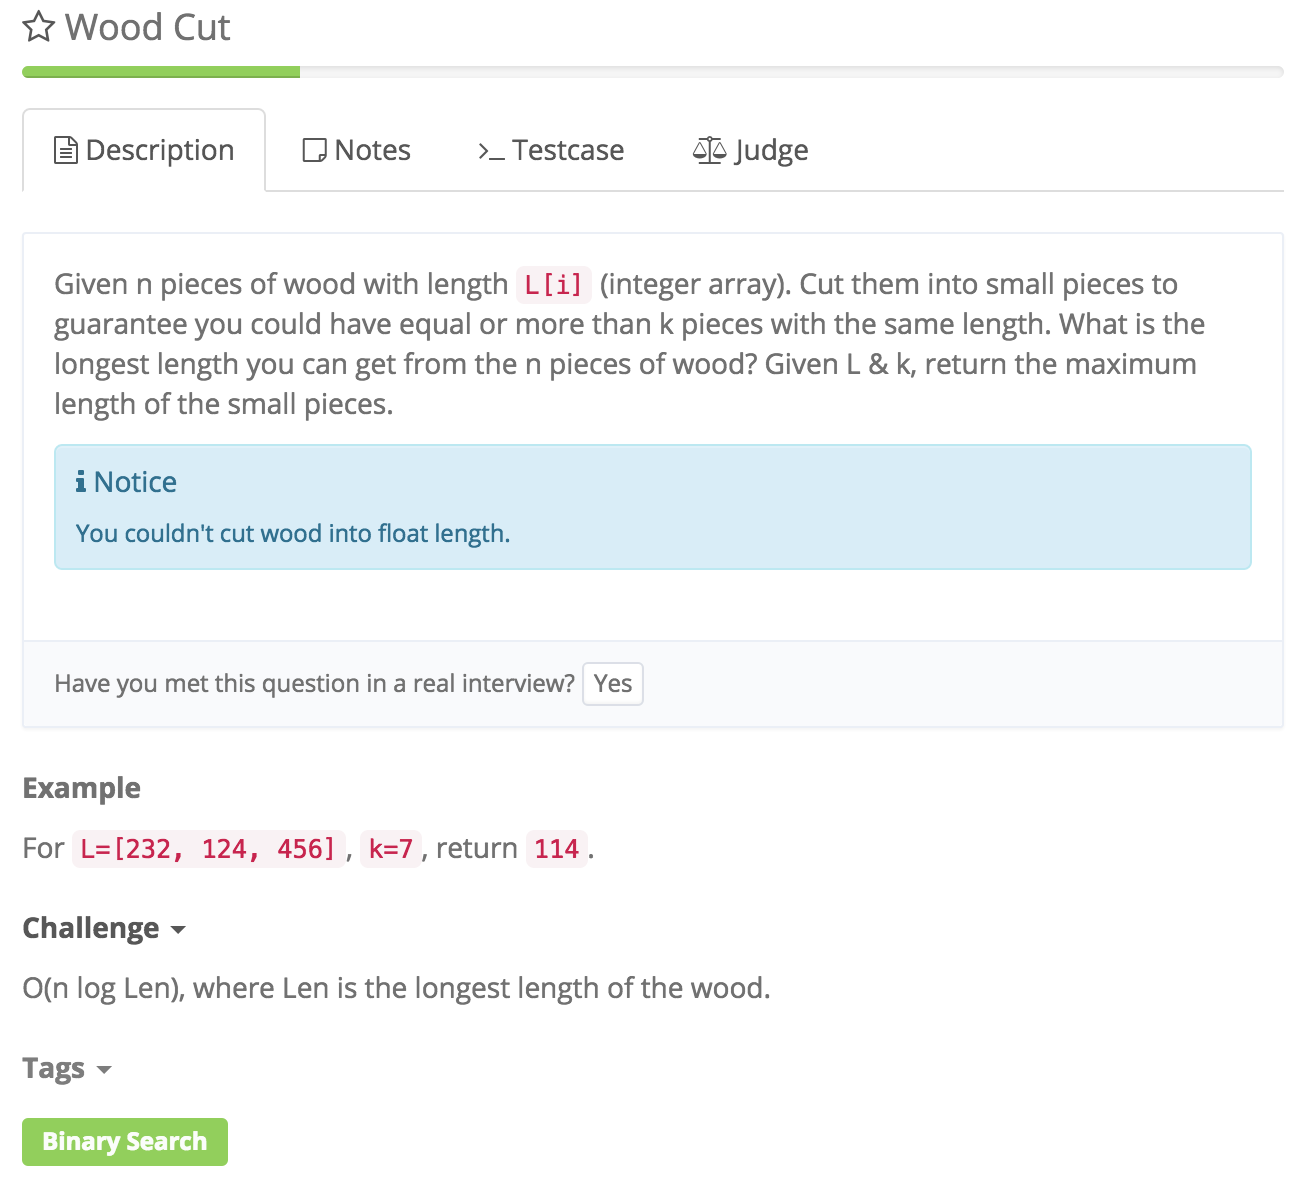 Wood Cut
Description
Notes
Testcase
Judge
Given n pieces of wood with length L[i] (integer array). Cut them into small pieces to
guarantee you could have equal or more than k pieces with the same length. What is the
longest length you can get from the n pieces of wood? Given L & k, return the maximum
length of the small pieces.
Notice
You couldn't cut wood into float length.
Have you met this question in a real interview? Yes
Example
For L=[232, 124, 456], k=7, return 114.
Challenge
O(n log Len), where Len is the longest length of the wood.
Tags
Binary Search